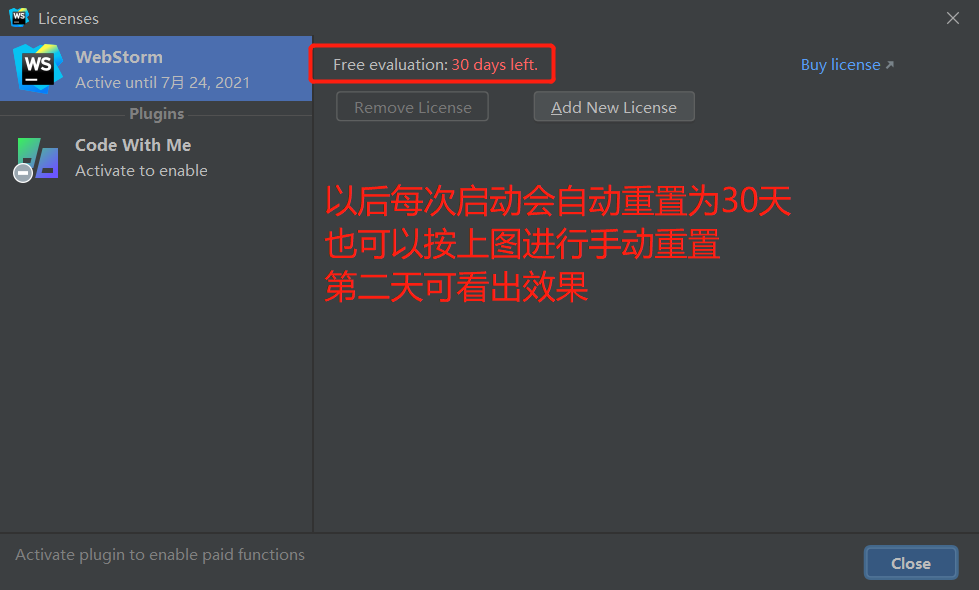 Licenses
WS
WebStorm
Active until 7月 24, 2021
Plugins
Code With Me
Activate to enable
Free evaluation: 30 days left.
Buy license
Remove License
Add New License
以后每次启动会自动重置为30天
也可以按上图进行手动重置
第二天可看出效果
Activate plugin to enable paid functions
Close